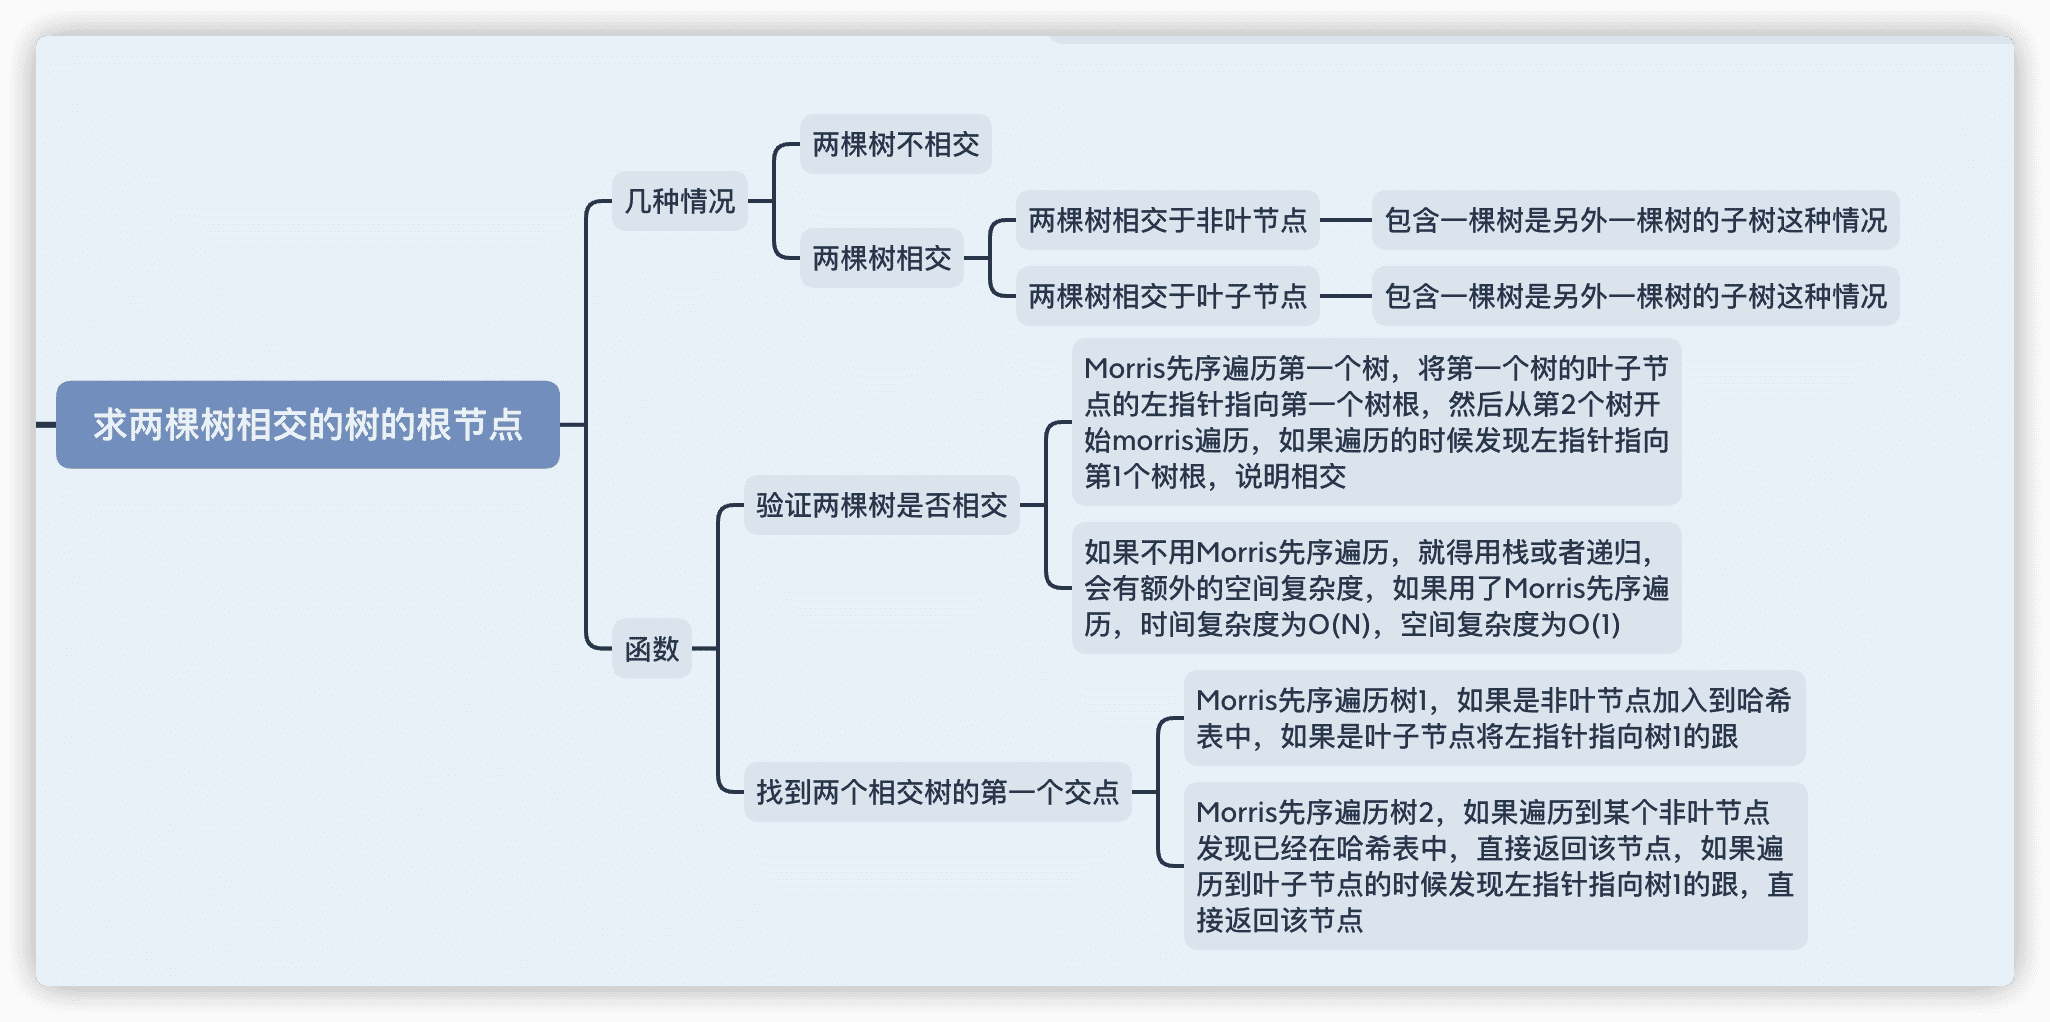 求两棵树相交的树的根节点
几种情况
两棵树不相交
两棵树相交
两棵树相交于非叶节点
包含一棵树是另外一棵树的子树这种情况
两棵树相交于叶子节点
包含一棵树是另外一棵树的子树这种情况
函数
验证两棵树是否相交
Morris先序遍历第一个树，将第一个树的叶子节
点的左指针指向第一个树根，然后从第2个树开
始morris遍历，如果遍历的时候发现左指针指向
第1个树根，说明相交
如果不用Morris先序遍历，就得用栈或者递归，
会有额外的空间复杂度，如果用了Morris先序遍
历，时间复杂度为O(N)，空间复杂度为O(1)
找到两个相交树的第一个交点
Morris先序遍历树1，如果是非叶节点加入到哈希
表中，如果是叶子节点将左指针指向树1的跟
Morris先序遍历树2，如果遍历到某个非叶节点
发现已经在哈希表中，直接返回该节点，如果遍
历到叶子节点的时候发现左指针指向树1的跟，直
接返回该节点